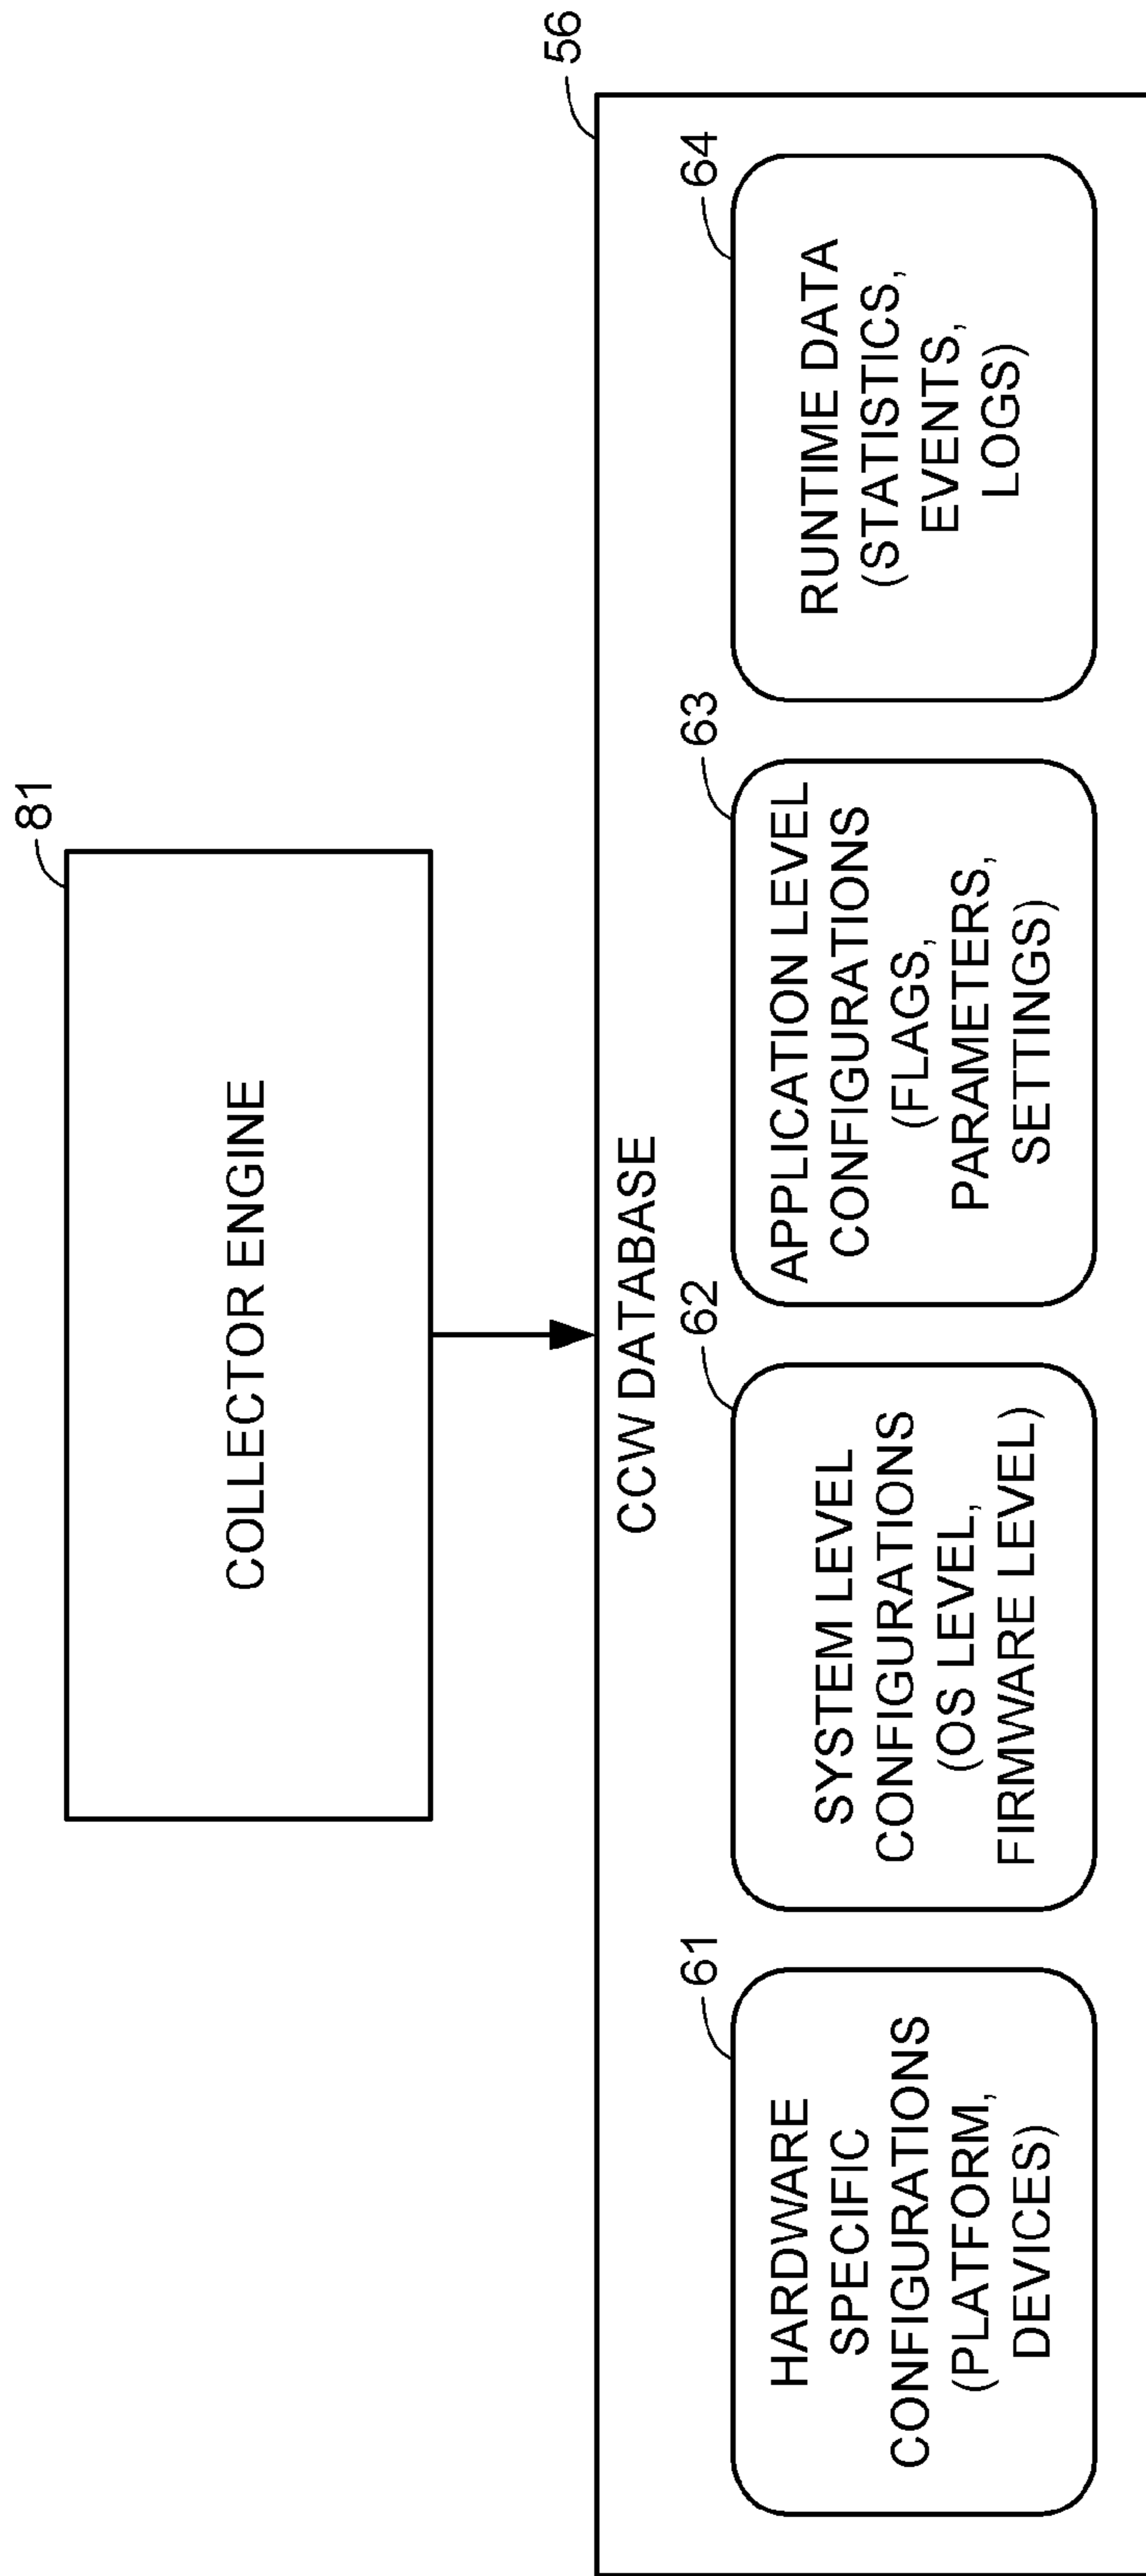 81
COLLECTOR ENGINE
56
CCW DATABASE
61
HARDWARE
SPECIFIC
CONFIGURATIONS
(PLATFORM,
DEVICES)
62
SYSTEM LEVEL
CONFIGURATIONS
(OS LEVEL,
FIRMWARE LEVEL)
63
APPLICATION LEVEL
CONFIGURATIONS
(FLAGS,
PARAMETERS,
SETTINGS)
64
RUNTIME DATA
(STATISTICS,
EVENTS,
LOGS)